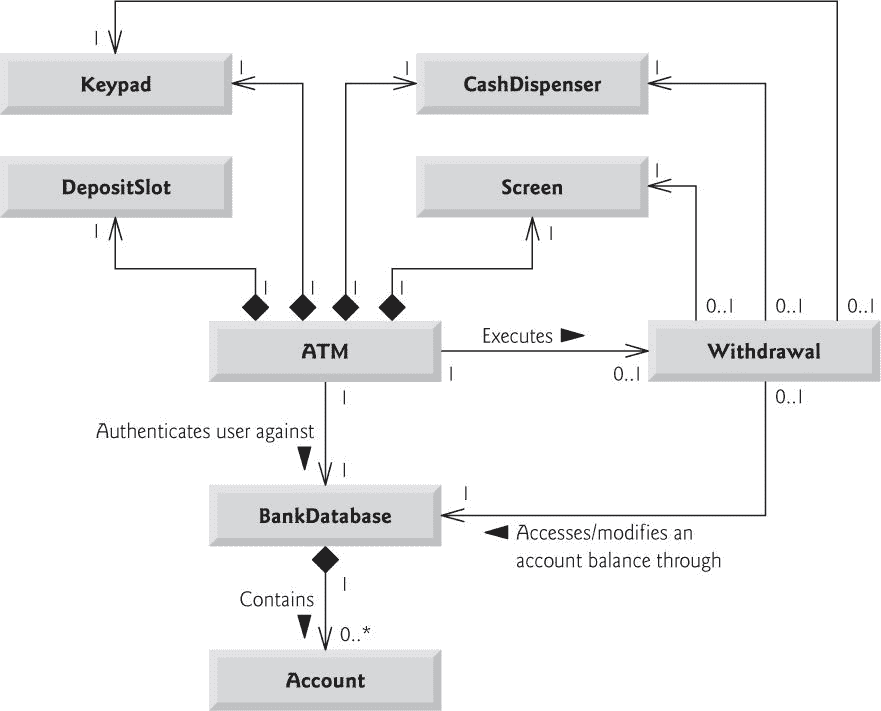 1
Keypad
1
1
CashDispenser
1
DepositSlot
1
Screen
1
1
1
1
1
1
0..1
0..1
0..1
ATM
Executes
1
0..1
Withdrawal
1
0..1
Authenticates user against
1
BankDatabase
1
Accesses/modifies an
account balance through
1
Contains
0..*
Account